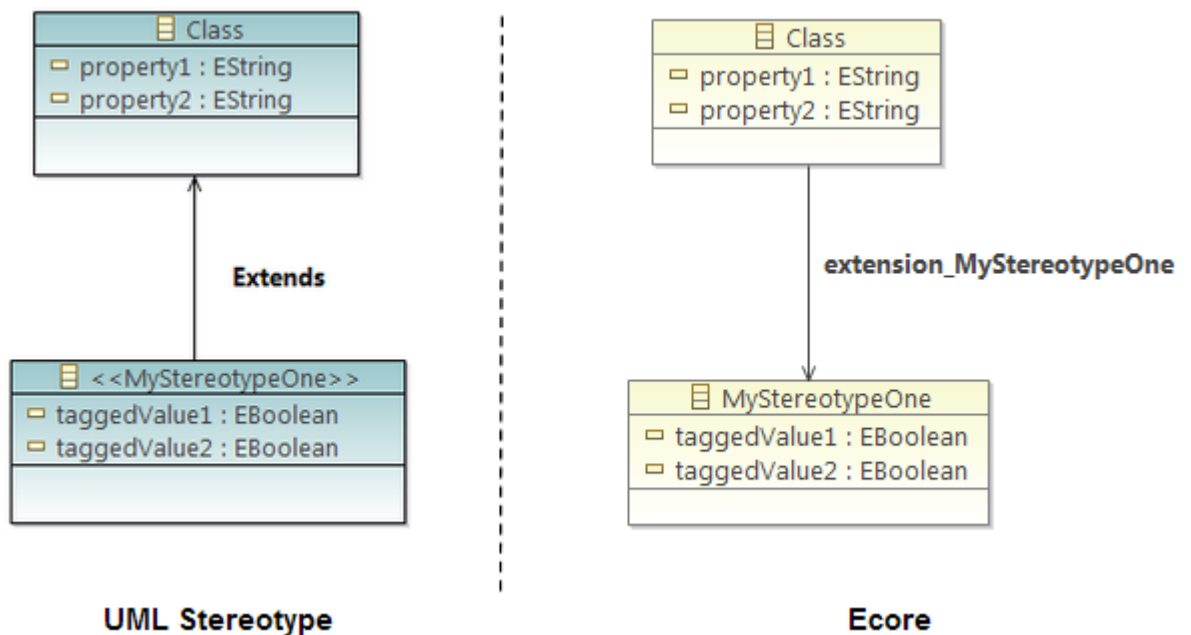 Class
property1 : EString
property2 : EString
Extends
<<MyStereotypeOne>>
taggedValue1 : EBoolean
taggedValue2 : EBoolean
UML Stereotype
Class
property1 : EString
property2 : EString
extension_MyStereotypeOne
MyStereotypeOne
taggedValue1 : EBoolean
taggedValue2 : EBoolean
Ecore